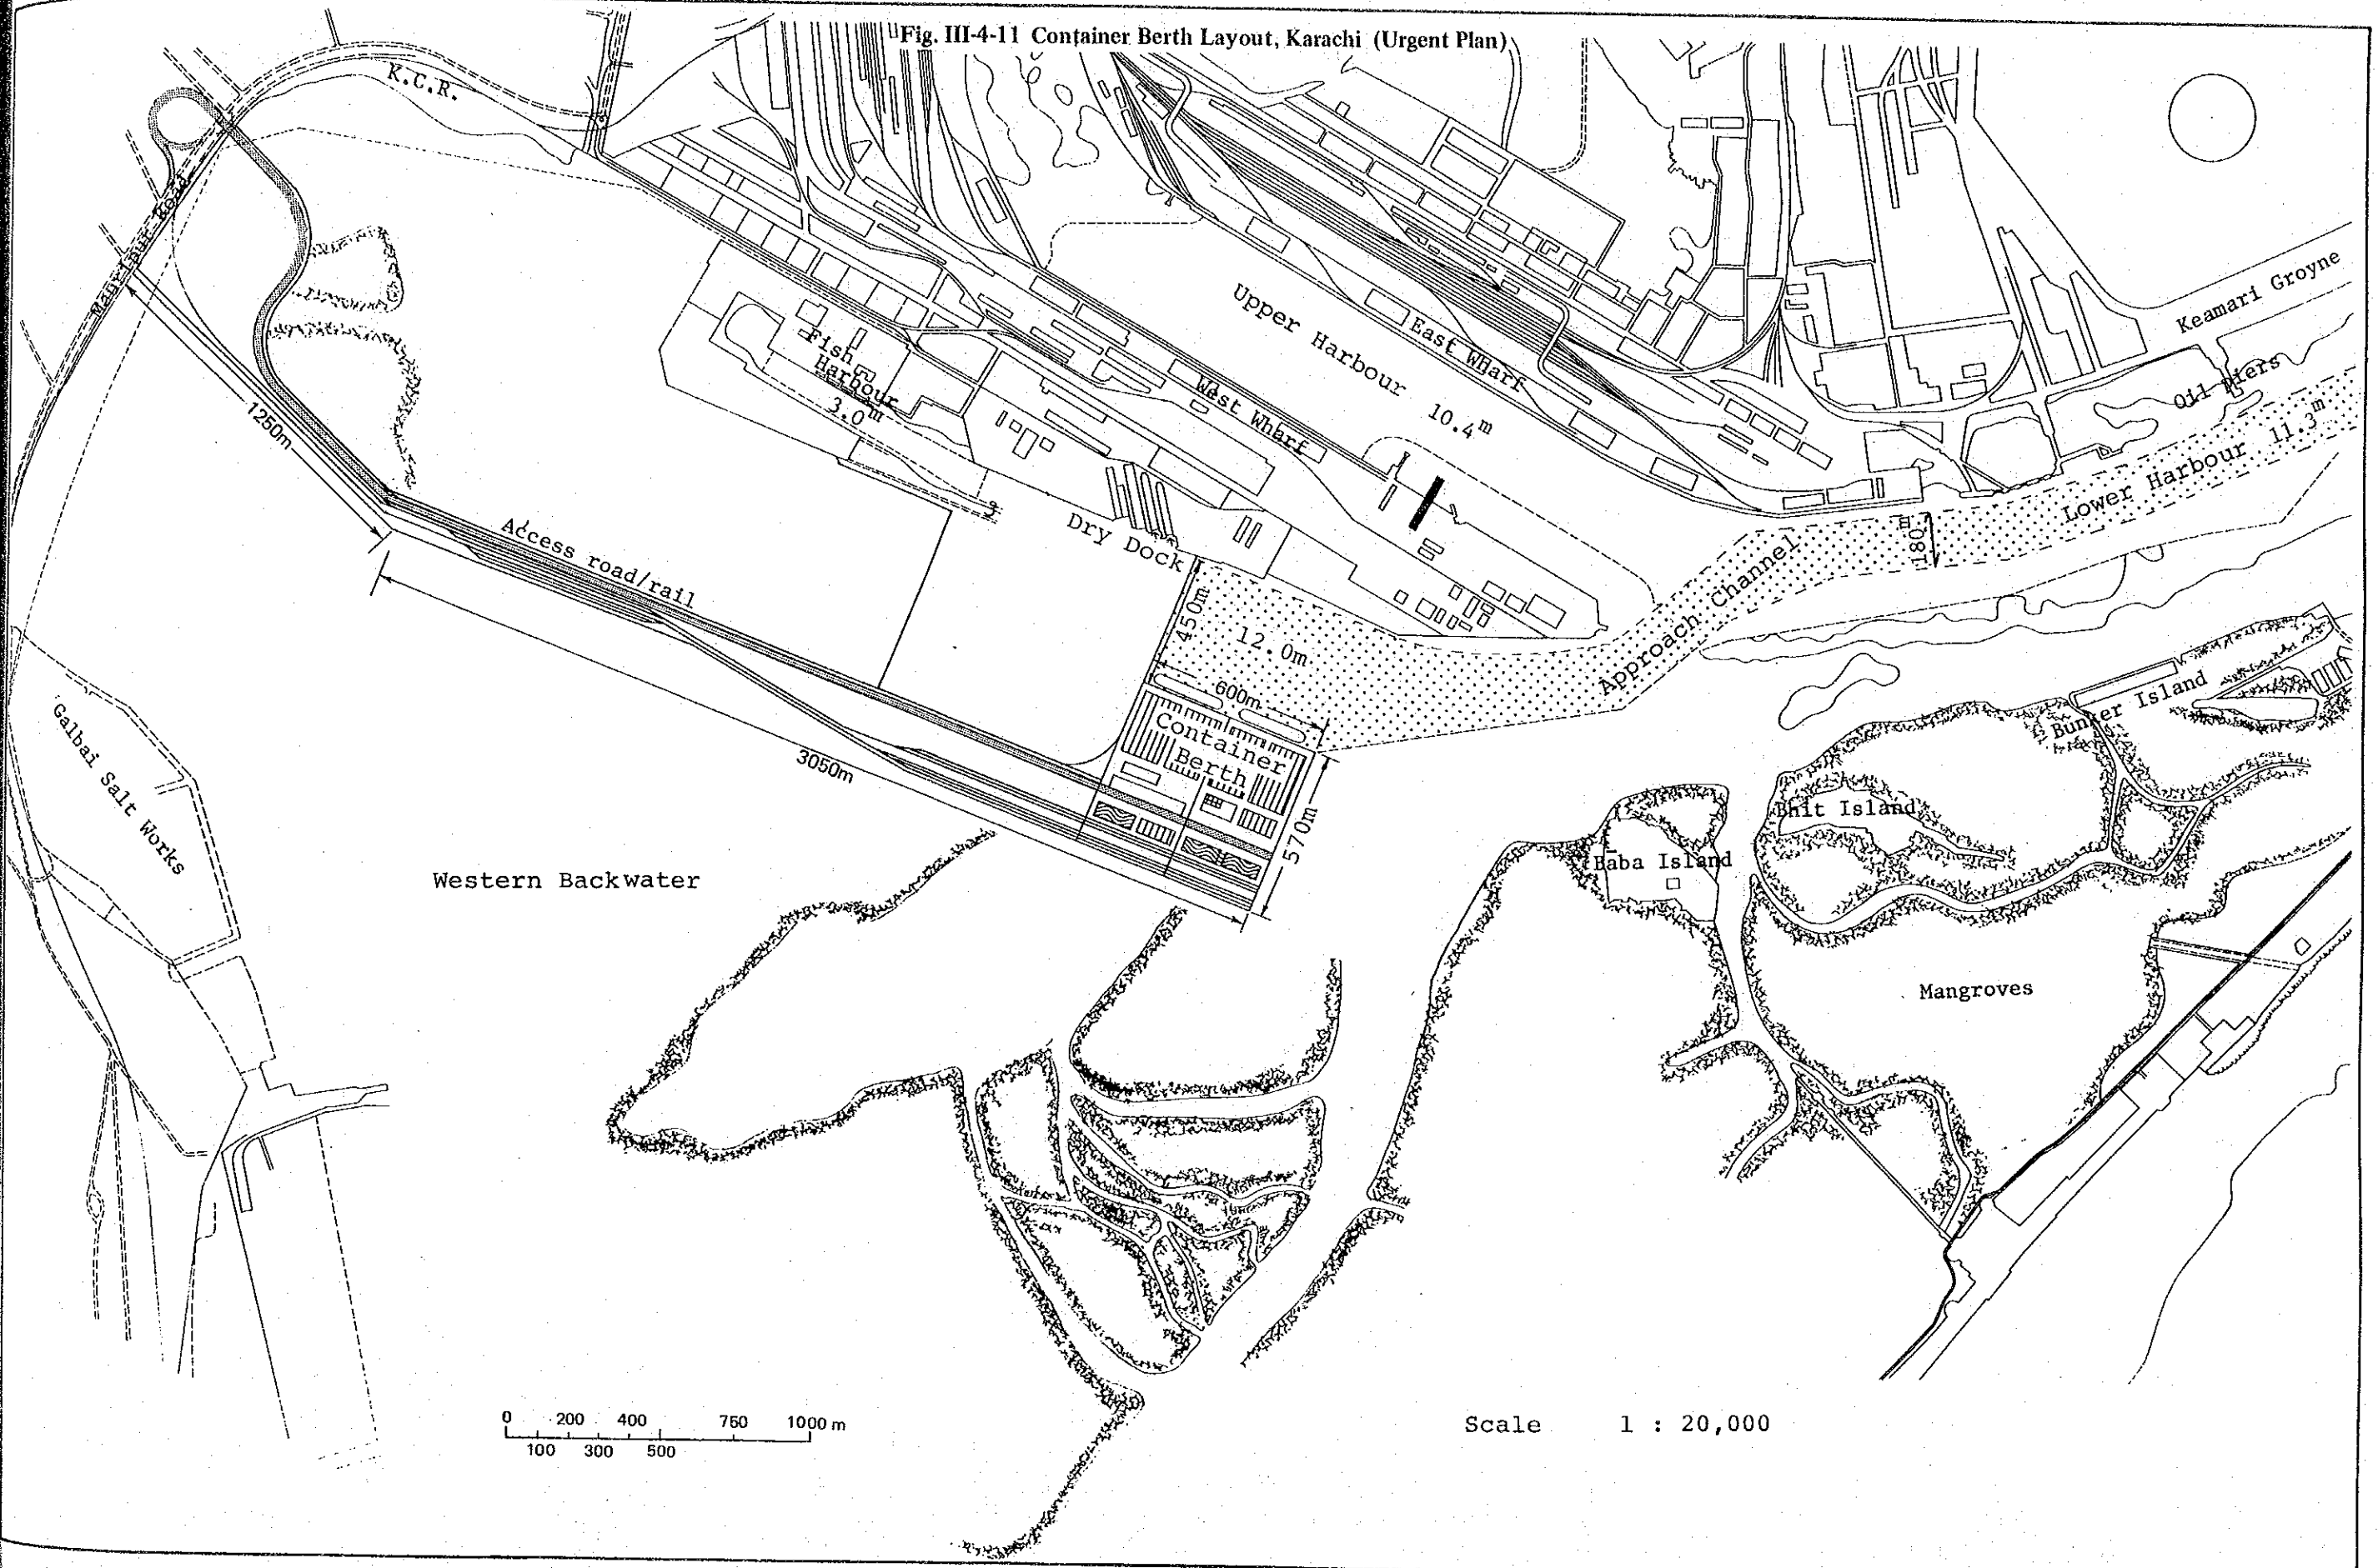 Fig. III-4-11 Container Berth Layout, Karachi (Urgent Plan)
K.C.R.
Road
Keamari Groyne
Upper Harbour 10.4m
East Wharf
Oil Piers
Fish
Harbour
3.0m
West Wharf
Lower Harbour 11.3m
1250m
Access road/rail
Dry Dock
180m
Approach Channel
450m
12.0m
600m
Container
Berth
Bunker Island
Galbai Salt Works
3050m
570m
Bhit Island
Baba Island
Western Backwater
Mangroves
0 200 400 750 1000 m
100 300 500
Scale 1 : 20,000